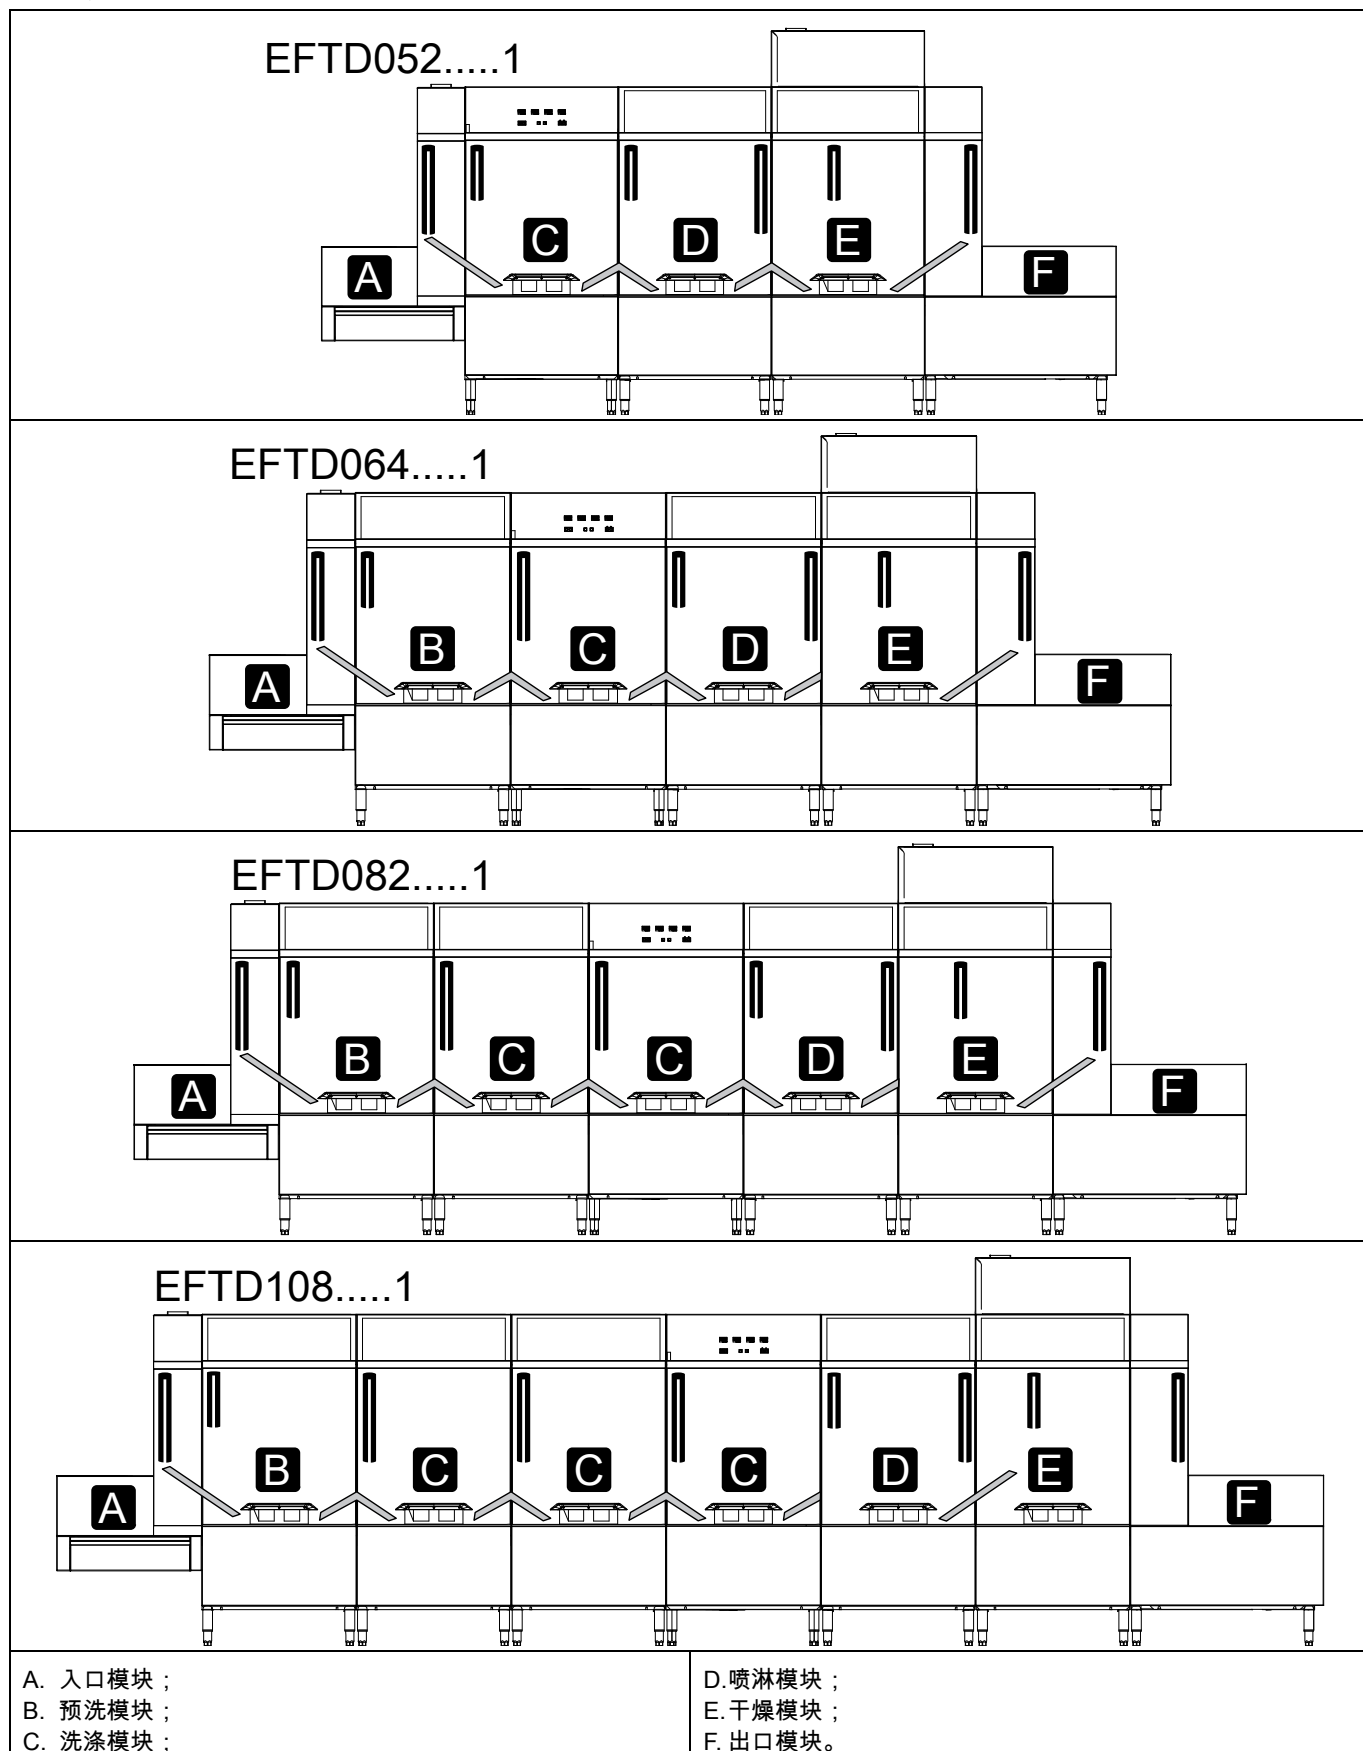 EFTD052.....1
C D E
A F
EFTD064.....1
B C D E
A F
EFTD082.....1
B C C D E
A F
EFTD108.....1
B C C C D E
A F
A. 入口模块；
B. 预洗模块；
C. 洗涤模块；
D.喷淋模块；
E.干燥模块；
F. 出口模块。